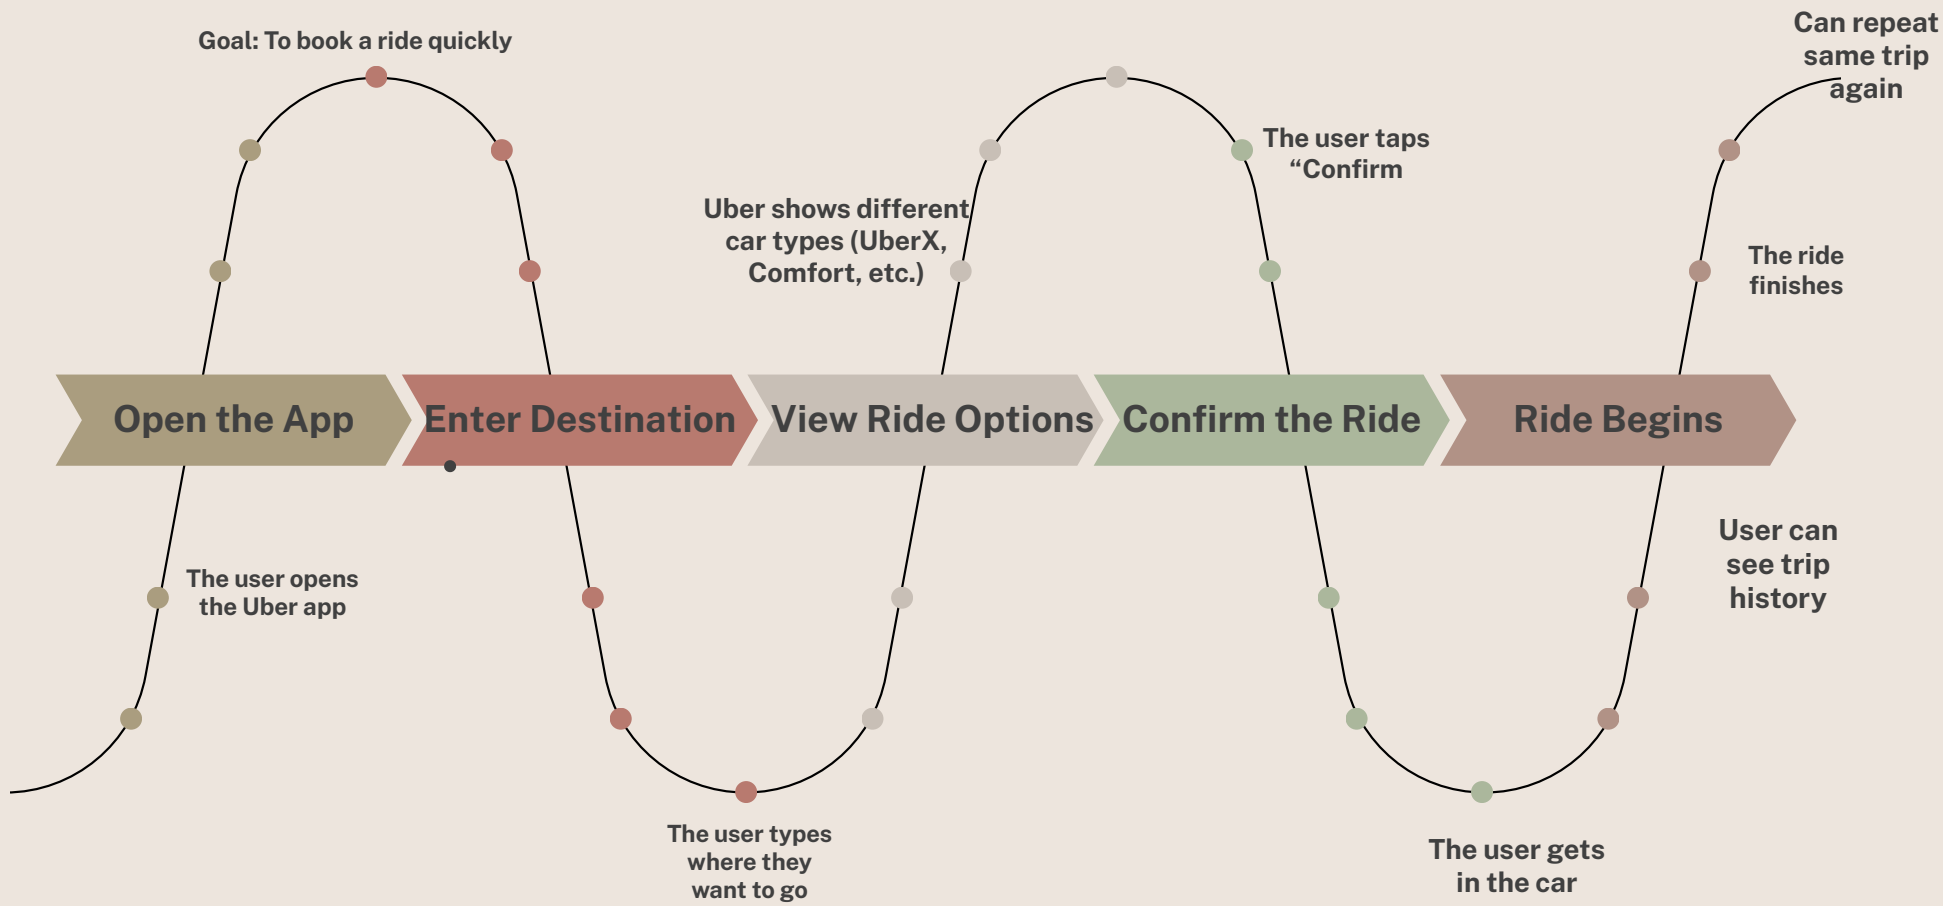 Goal: To book a ride quickly
Can repeat
same trip
again
The user taps
“Confirm
Uber shows different
car types (UberX,
Comfort, etc.)
The ride
finishes
Open the App
Enter Destination
View Ride Options
Confirm the Ride
Ride Begins
The user opens
the Uber app
User can
see trip
history
The user types
where they
want to go
The user gets
in the car